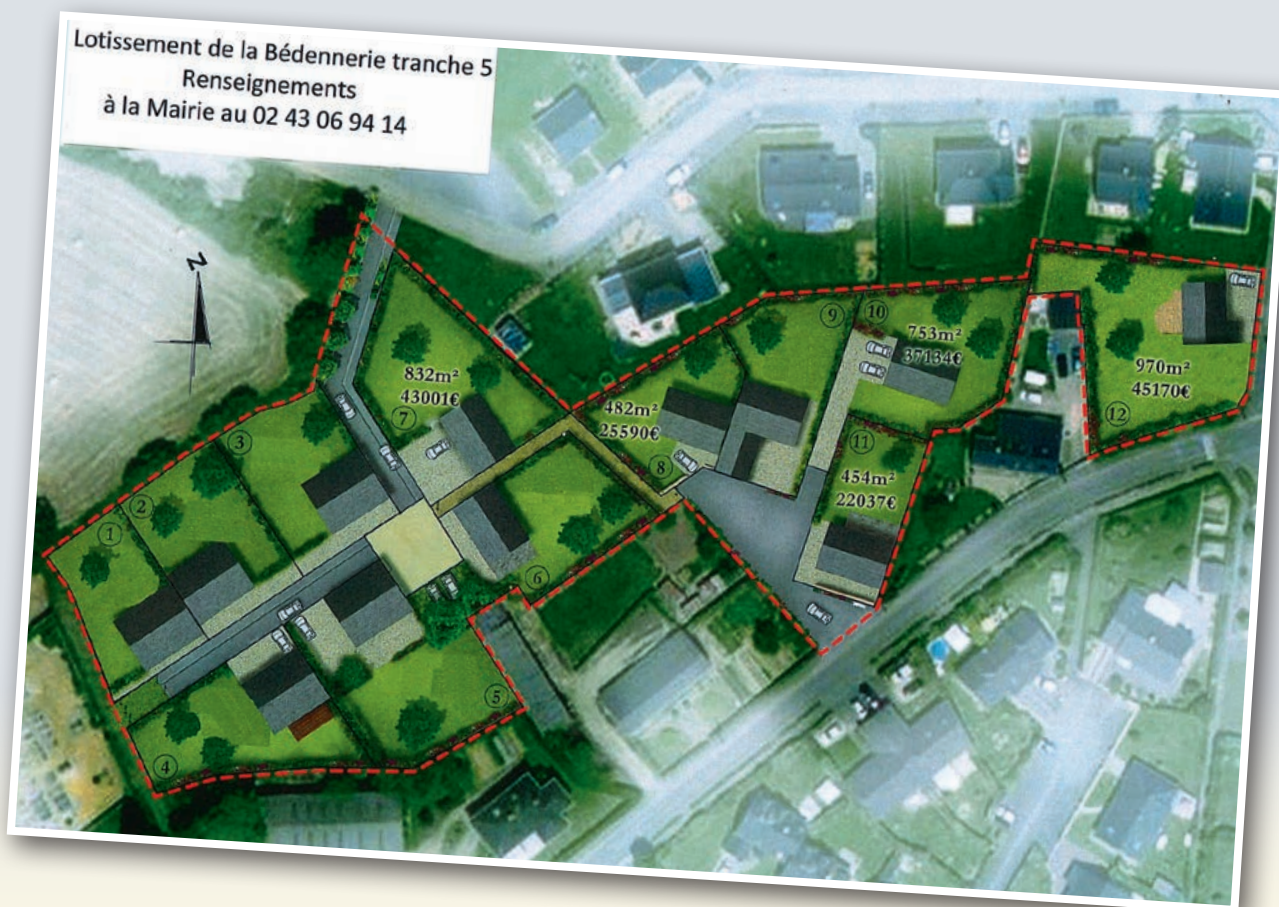 Lotissement de la Bédennerie tranche 5
Renseignements
à la Mairie au 02 43 06 94 14
N
1
2
3
4
5
6
7
832m²
43001€
8
482m²
25590€
9
10
753m²
37134€
11
454m²
22037€
12
970m²
45170€